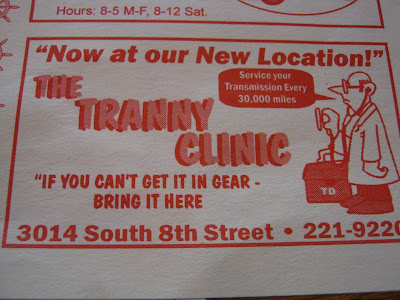 Hours: 8-5 M-F, 8-12 Sat.
"Now at our New Location!"
Service your
Transmission Every
30,000 miles
THE
TRANNY
CLINIC
"IF YOU CAN'T GET IT IN GEAR -
BRING IT HERE
TD
3014 South 8th Street • 221-9220